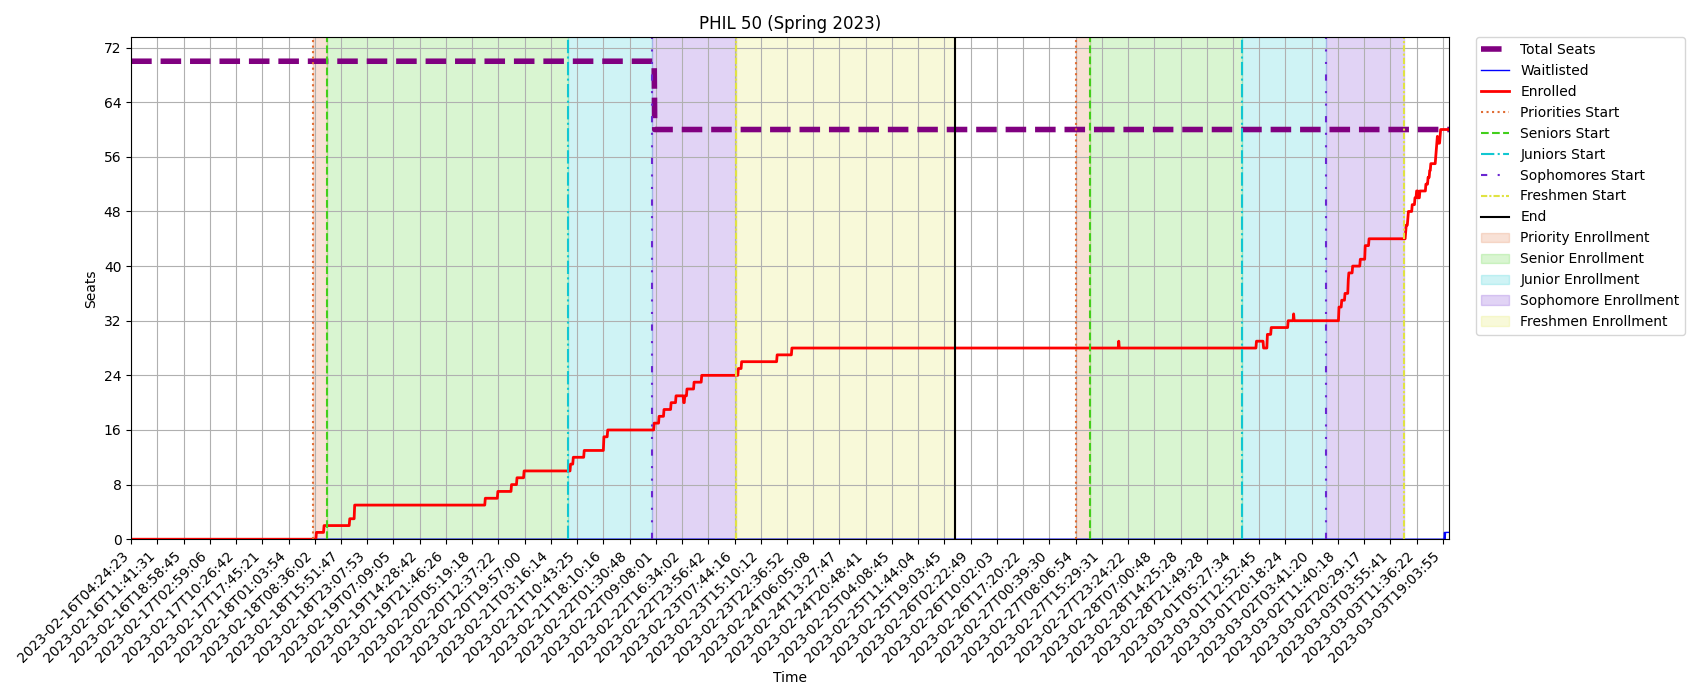 PHIL 50 (Spring 2023)
72
64
56
48
40
32
24
16
8
0
Seats
Total Seats
Waitlisted
Enrolled
Priorities Start
Seniors Start
Juniors Start
Sophomores Start
Freshmen Start
End
Priority Enrollment
Senior Enrollment
Junior Enrollment
Sophomore Enrollment
Freshmen Enrollment
2023-02-16T04:24:23
2023-02-16T11:41:31
2023-02-16T18:58:45
2023-02-17T02:59:06
2023-02-17T10:26:42
2023-02-17T17:45:21
2023-02-18T01:03:54
2023-02-18T08:36:02
2023-02-18T15:51:47
2023-02-18T23:07:53
2023-02-19T07:09:05
2023-02-19T14:28:42
2023-02-19T21:46:26
2023-02-20T05:19:18
2023-02-20T12:37:22
2023-02-20T19:57:00
2023-02-21T03:16:14
2023-02-21T10:43:25
2023-02-21T18:10:16
2023-02-22T01:30:48
2023-02-22T09:08:01
2023-02-22T16:34:02
2023-02-22T23:56:42
2023-02-23T07:44:16
2023-02-23T15:10:12
2023-02-23T22:36:52
2023-02-24T06:05:08
2023-02-24T13:27:47
2023-02-24T20:48:41
2023-02-25T04:08:45
2023-02-25T11:44:04
2023-02-25T19:03:45
2023-02-26T02:22:49
2023-02-26T10:02:03
2023-02-26T17:20:22
2023-02-27T00:39:30
2023-02-27T08:06:54
2023-02-27T15:29:31
2023-02-27T23:24:22
2023-02-28T07:00:48
2023-02-28T14:25:28
2023-02-28T21:49:28
2023-03-01T05:27:34
2023-03-01T12:52:45
2023-03-01T20:18:24
2023-03-02T03:41:20
2023-03-02T11:40:18
2023-03-02T20:29:17
2023-03-03T03:55:41
2023-03-03T11:36:22
2023-03-03T19:03:55
Time